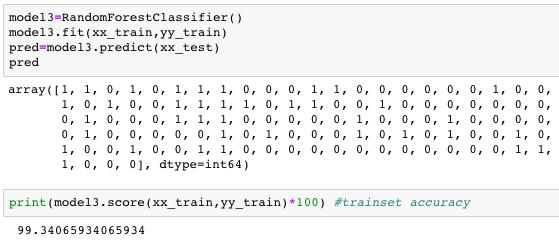 model3=RandomForestClassifier()
model3.fit(xx_train,yy_train)
pred=model3.predict(xx_test)
pred
array([1, 1, 0, 1, 0, 1, 1, 1, 0, 0, 0, 1, 1, 0, 0, 0, 0, 0, 0, 1, 0, 0,
1, 0, 1, 0, 0, 1, 1, 1, 1, 0, 1, 1, 0, 0, 1, 0, 0, 0, 0, 0, 0, 0,
0, 1, 0, 0, 0, 1, 1, 0, 0, 0, 0, 0, 0, 1, 0, 0, 0, 1, 0, 0, 0, 0,
0, 1, 0, 0, 0, 0, 0, 1, 0, 1, 0, 0, 0, 1, 0, 1, 0, 1, 0, 0, 1, 0,
1, 0, 0, 1, 0, 0, 1, 1, 0, 0, 0, 0, 0, 0, 0, 0, 0, 0, 0, 0, 1, 1,
1, 0, 0, 0], dtype=int64)
print(model3.score(xx_train,yy_train)*100) #trainset accuracy
99.34065934065934